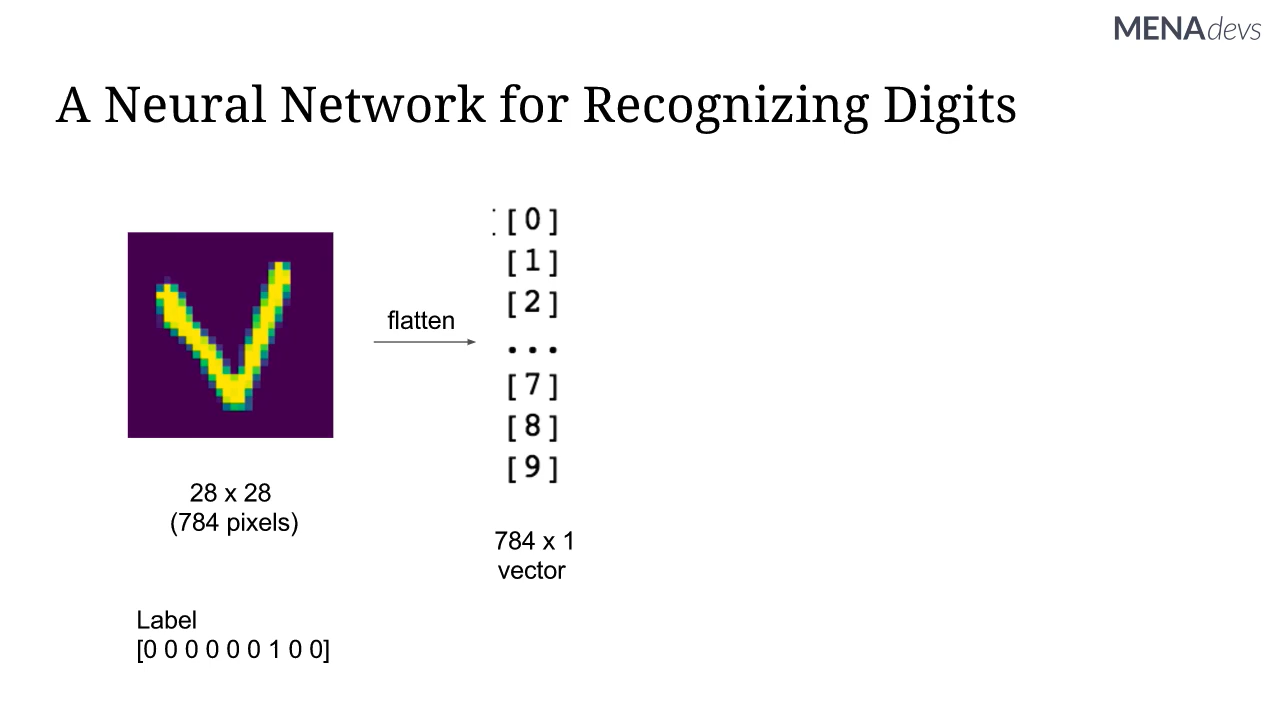 MENAdevs
A Neural Network for Recognizing Digits
[0]
[1]
[2]
...
[7]
[8]
[9]
flatten
28 x 28
(784 pixels)
784 x 1
vector
Label
[0 0 0 0 0 0 1 0 0]